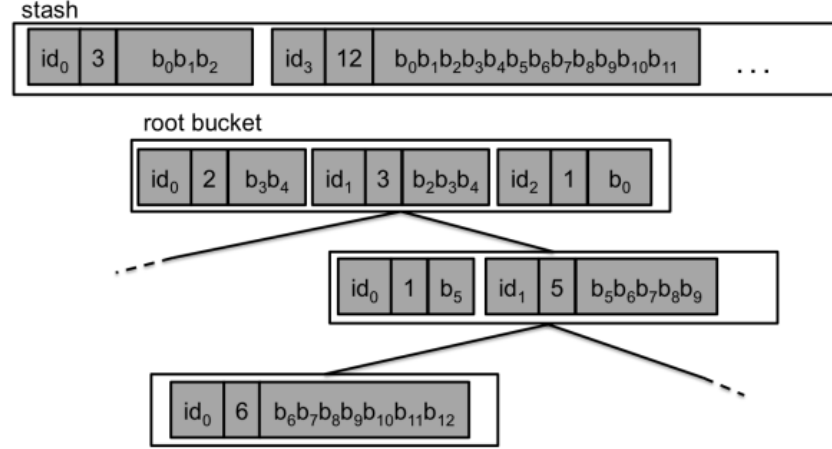 stash
id₀ 3 b₀b₁b₂ id₃ 12 b₀b₁b₂b₃b₄b₅b₆b₇b₈b₉b₁₀b₁₁ ...
root bucket
id₀ 2 b₃b₄ id₁ 3 b₂b₃b₄ id₂ 1 b₀
id₀ 1 b₅ id₁ 5 b₅b₆b₇b₈b₉
id₀ 6 b₆b₇b₈b₉b₁₀b₁₁b₁₂